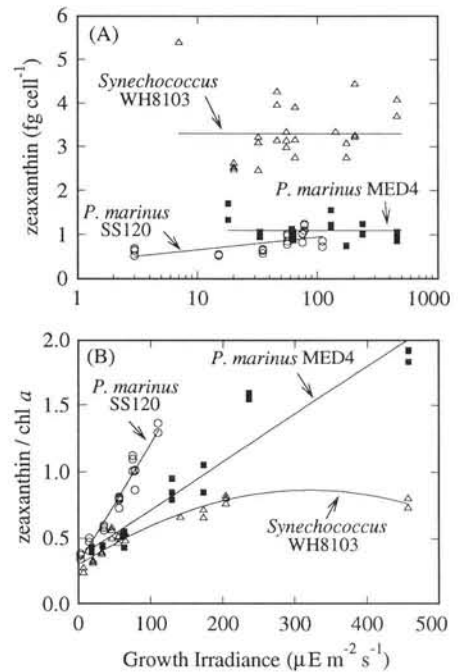 (A)
zeaxanthin (fg cell⁻¹)
6
5
4
3
2
1
0
Synechococcus
WH8103
P. marinus MED4
P. marinus
SS120
1
10
100
1000
(B)
zeaxanthin / chl a
2.0
1.5
1.0
0.5
0.0
P. marinus
SS120
P. marinus MED4
Synechococcus
WH8103
0
100
200
300
400
500
Growth Irradiance (µE m⁻² s⁻¹)